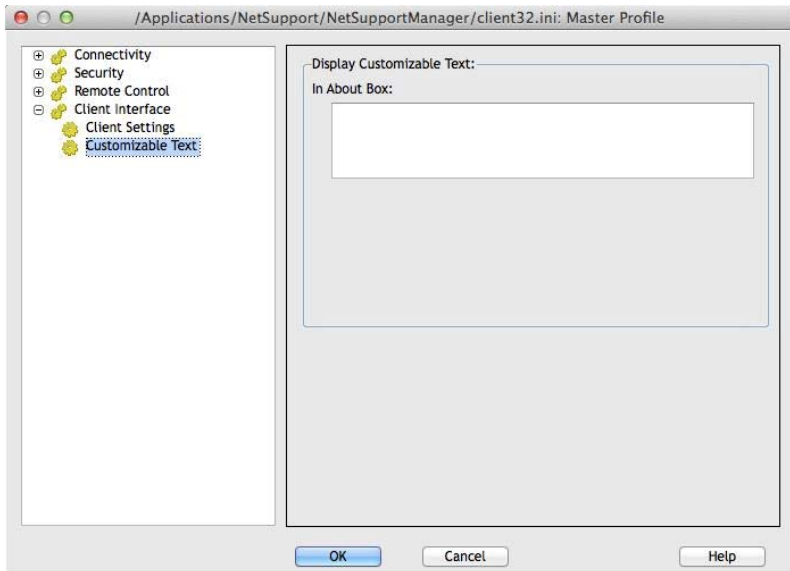 /Applications/NetSupport/NetSupportManager/client32.ini: Master Profile
Connectivity
Security
Remote Control
Client Interface
Client Settings
Customizable Text
Display Customizable Text:
In About Box:
OK
Cancel
Help